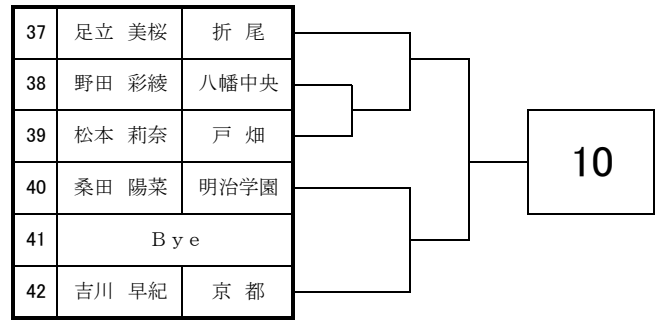 37 足立 美桜 折 尾
38 野田 彩綾 八幡中央
39 松本 莉奈 戸 畑
40 桑田 陽菜 明治学園
41 Ｂｙｅ
42 吉川 早紀 京 都
10